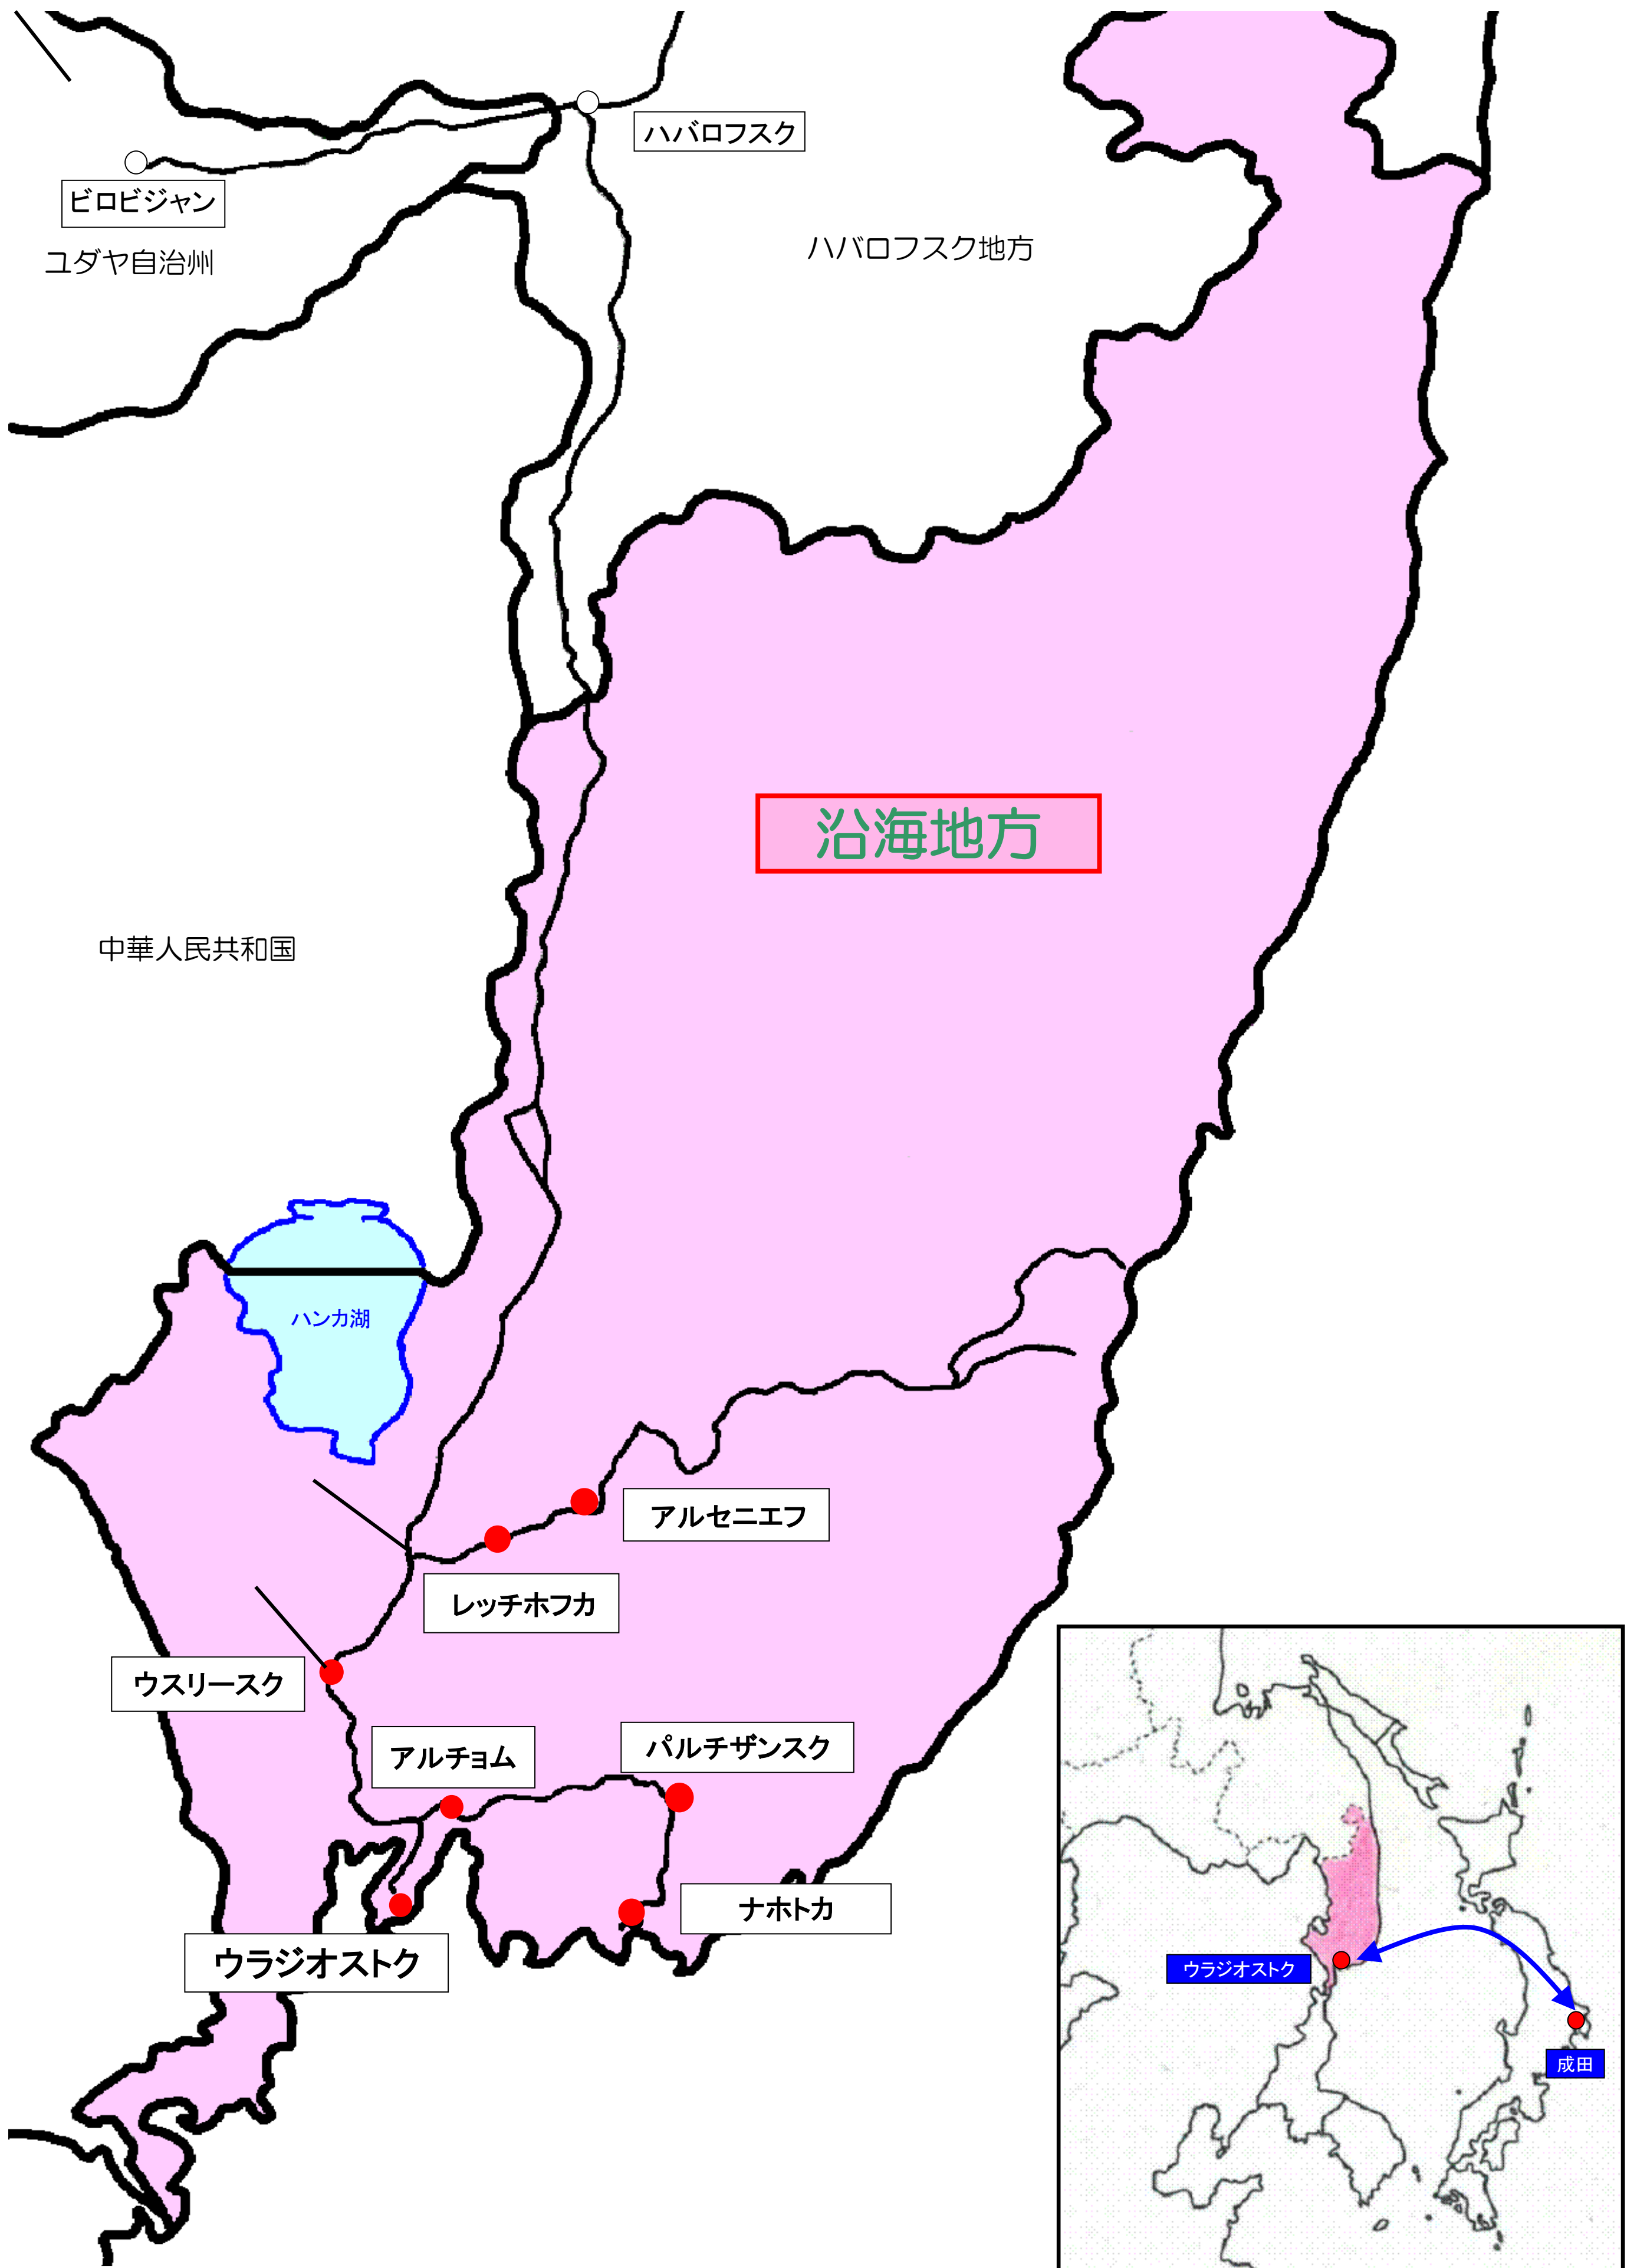 ハバロフスク
ビロビジャン
ユダヤ自治州
ハバロフスク地方
沿海地方
中華人民共和国
ハンカ湖
アルセニエフ
レッチホフカ
ウスリースク
アルチョム
パルチザンスク
ナホトカ
ウラジオストク
ウラジオストク
成田